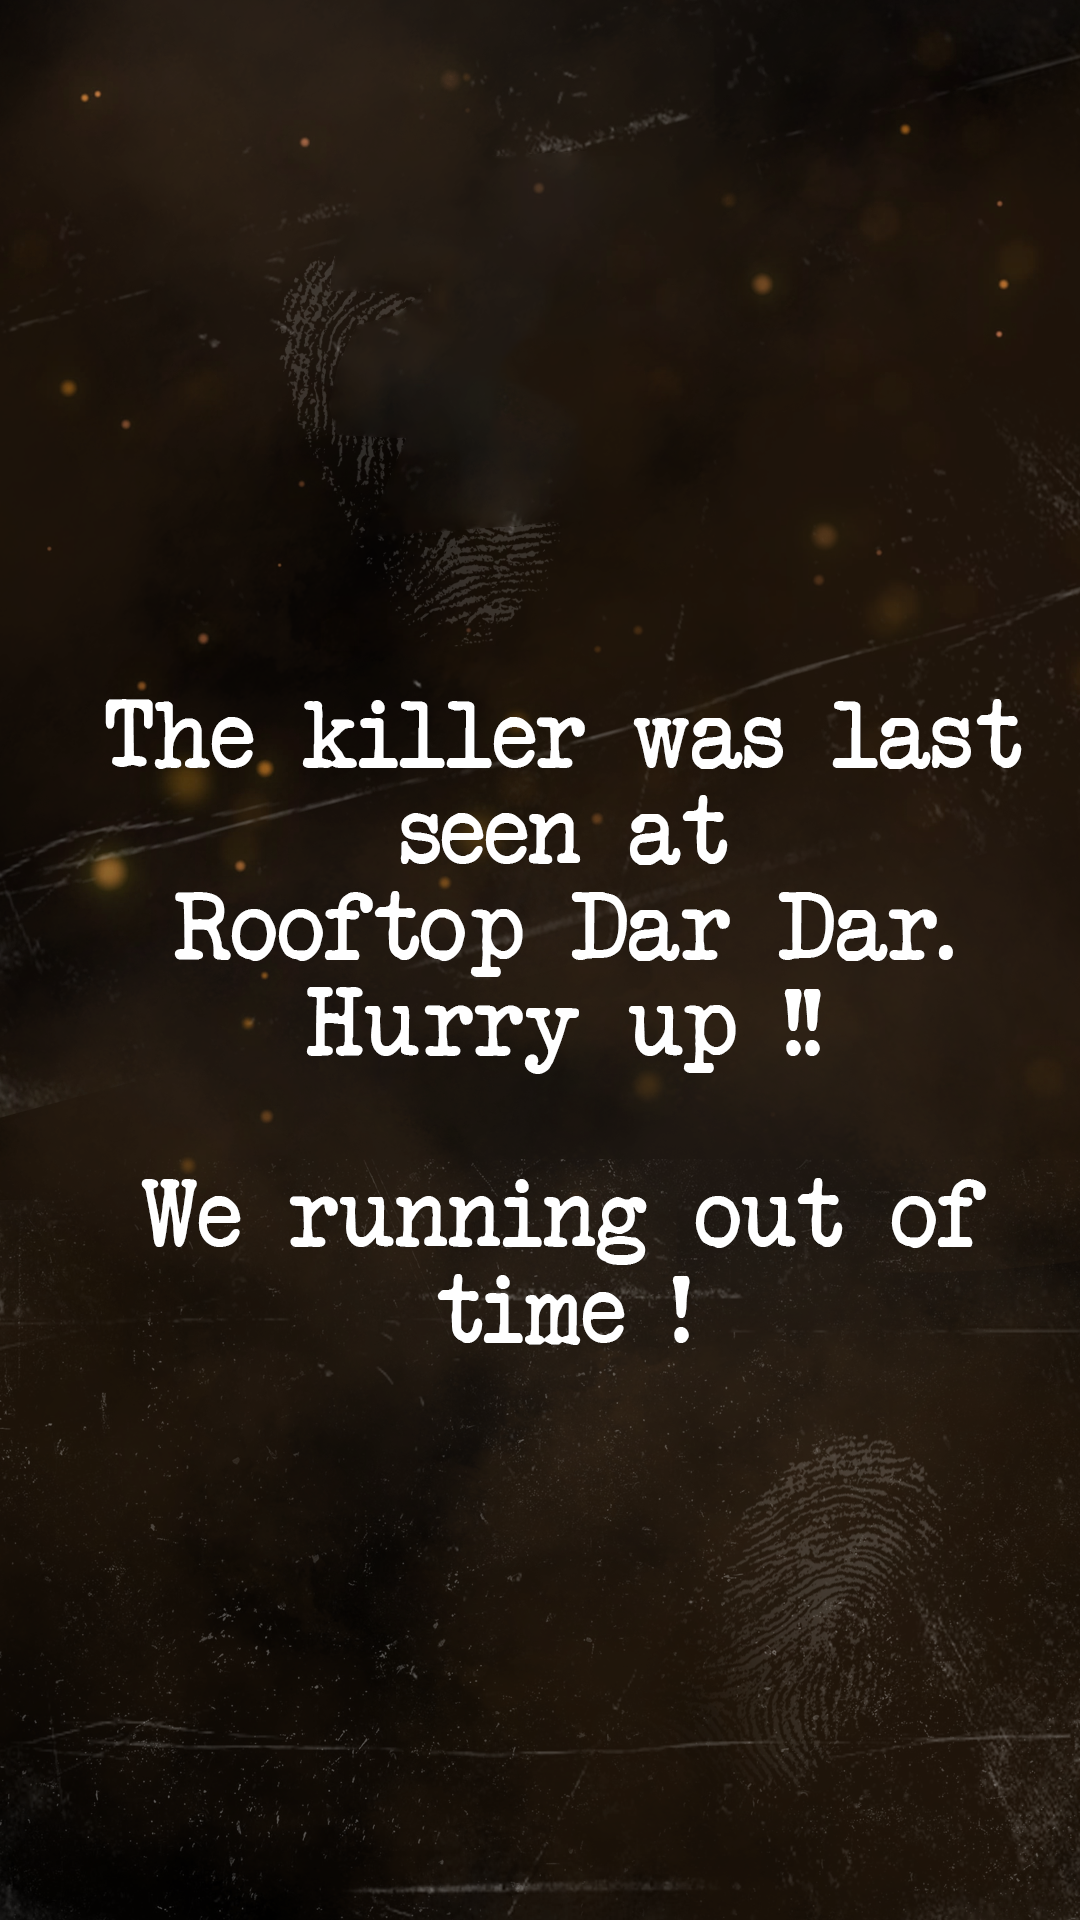 The killer was last
seen at
Rooftop Dar Dar.
Hurry up !!
We running out of
time !